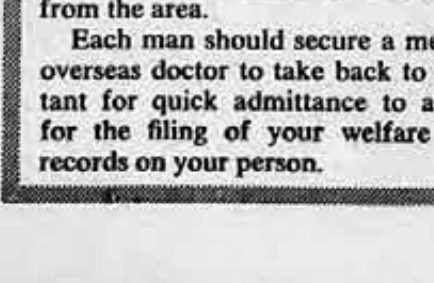 from the area.
Each man should secure a
overseas doctor to take back to
tant for quick admittance to a
for the filing of your welfare
records on your person.